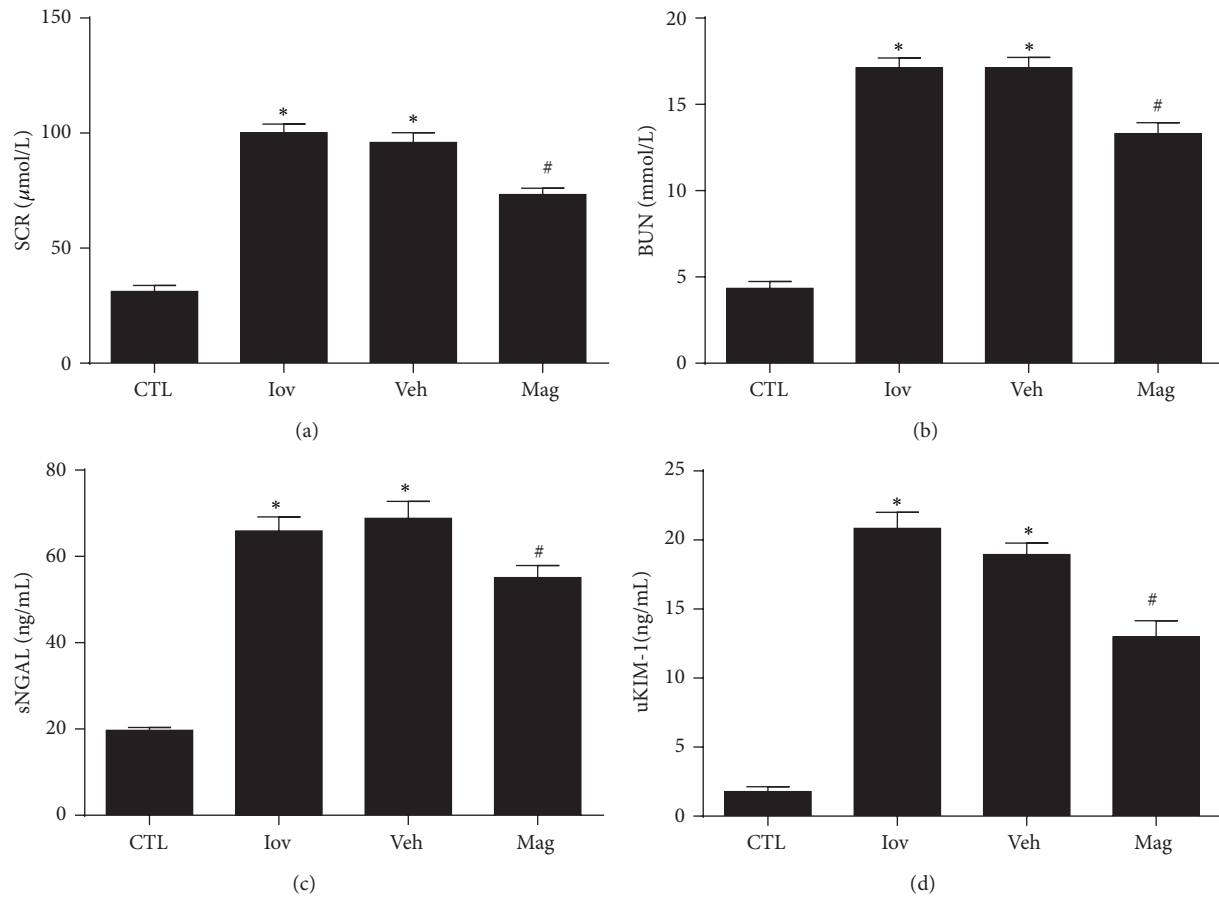 150
100
50
0
SCR (μmol/L)
*
*
#
CTL Iov Veh Mag
(a)
20
15
10
5
0
BUN (mmol/L)
*
*
#
CTL Iov Veh Mag
(b)
80
60
40
20
0
sNGAL (ng/mL)
*
*
#
CTL Iov Veh Mag
(c)
25
20
15
10
5
0
uKIM-1(ng/mL)
*
*
#
CTL Iov Veh Mag
(d)